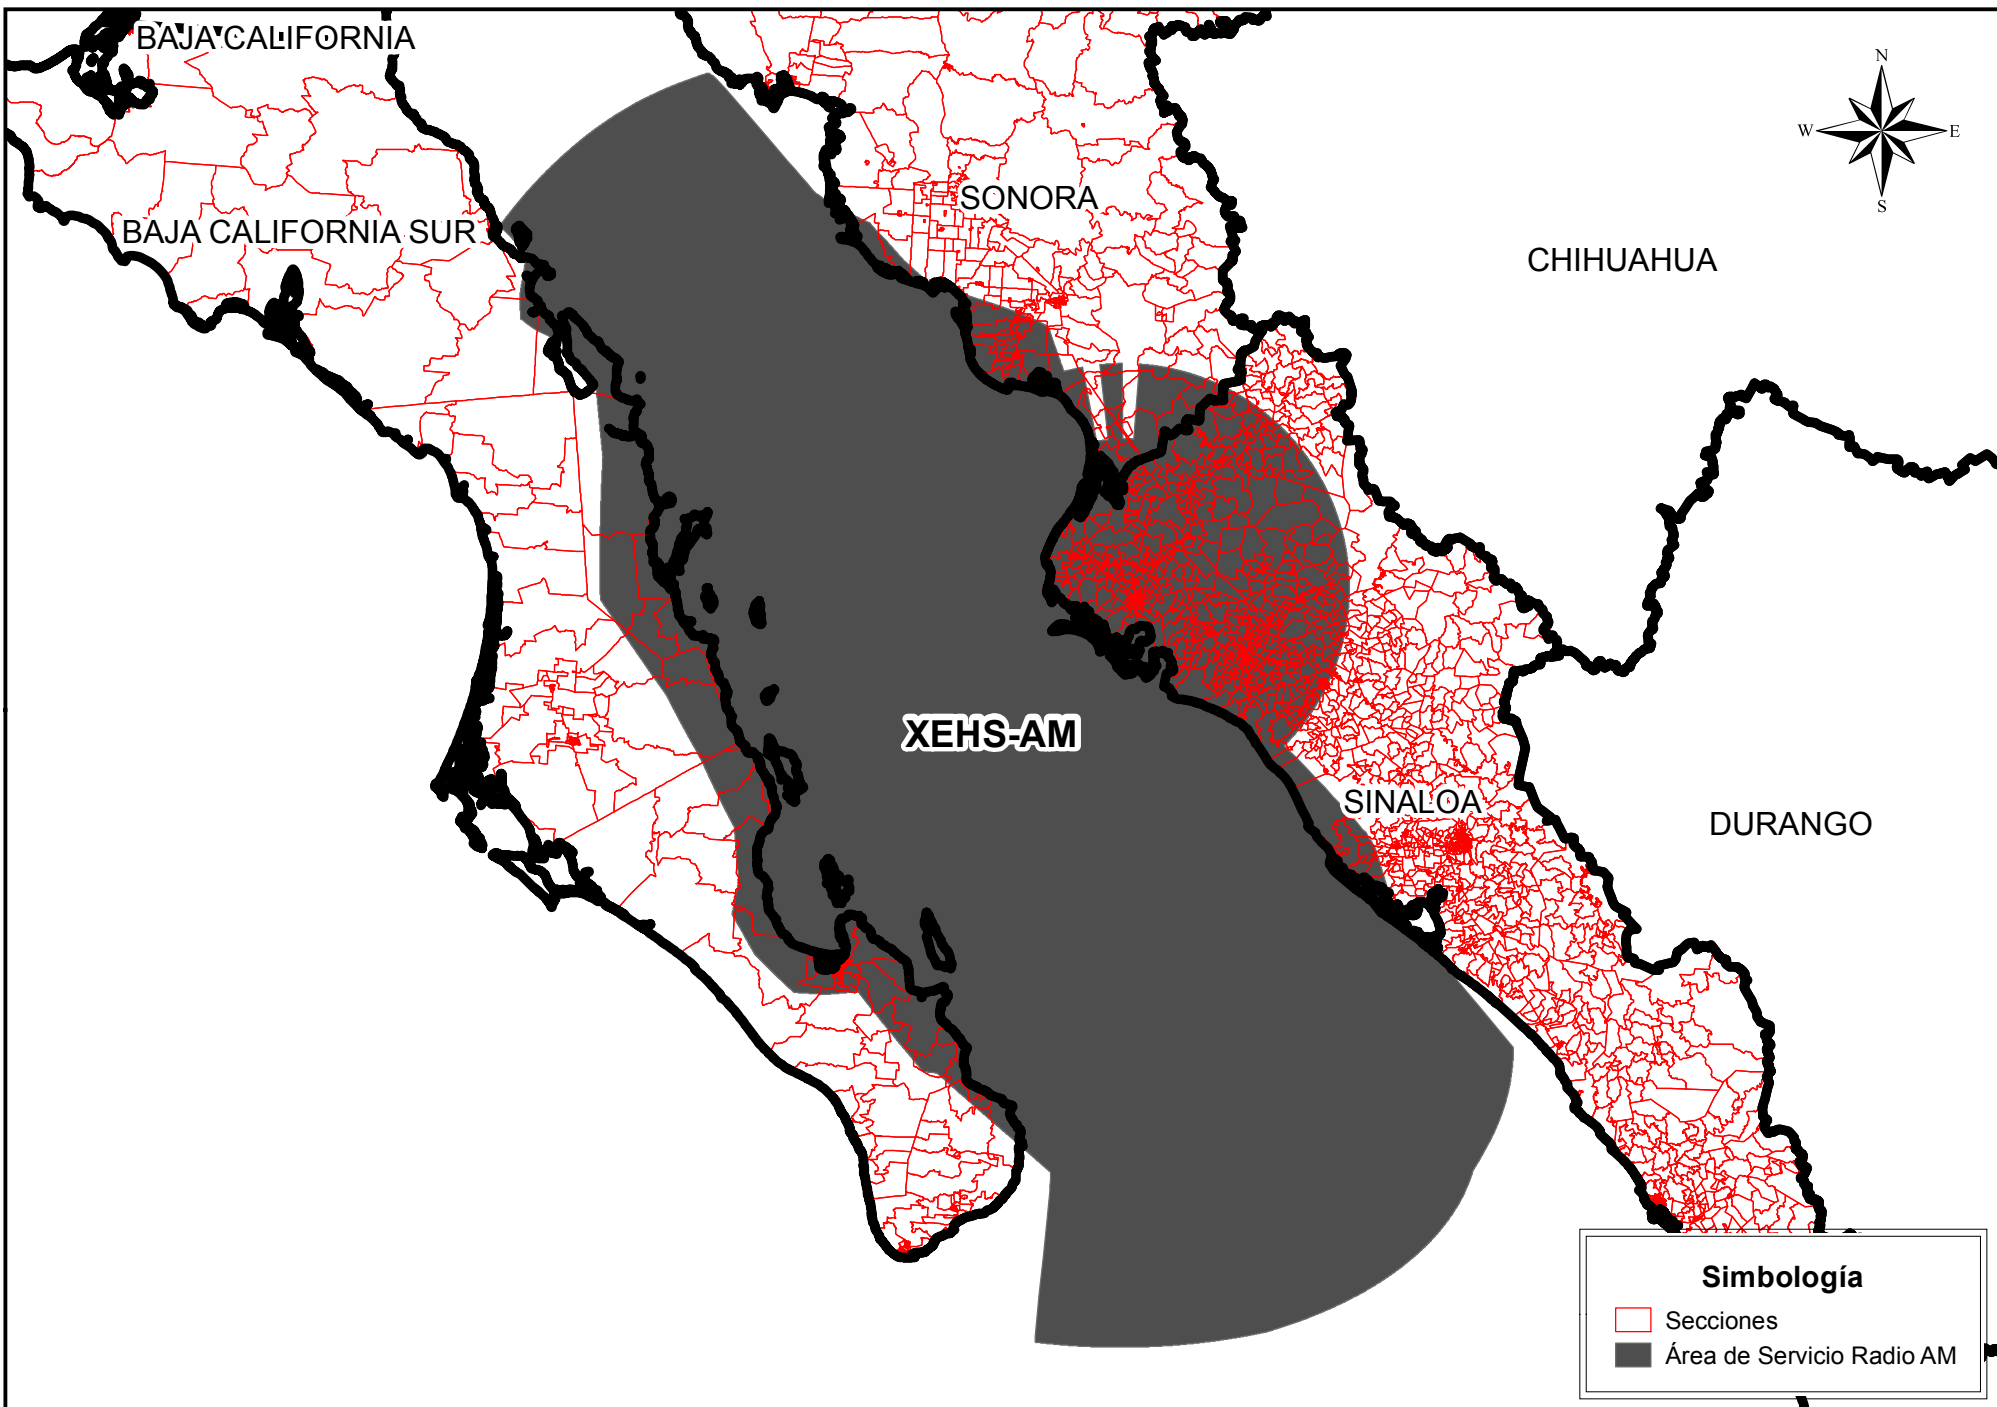 BAJA CALIFORNIA
N
W
E
S
SONORA
BAJA CALIFORNIA SUR
CHIHUAHUA
XEHS-AM
SINALOA
DURANGO
Simbología
Secciones
Área de Servicio Radio AM